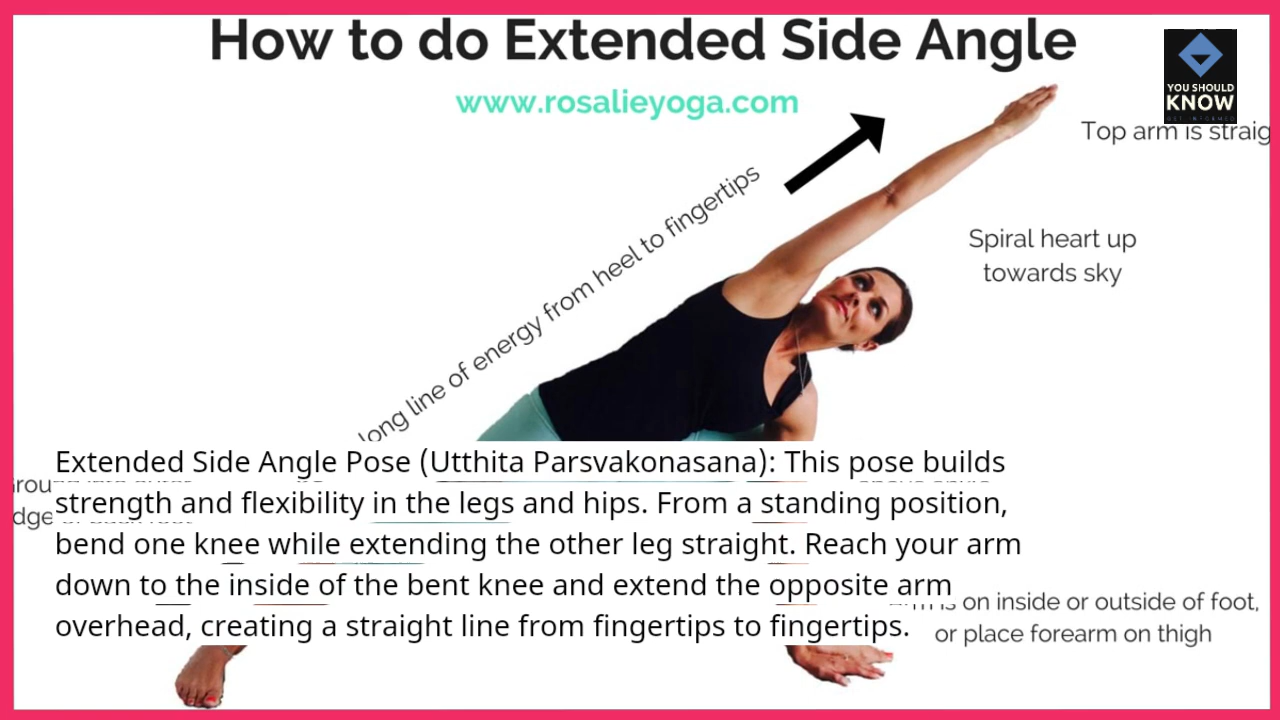 How to do Extended Side Angle
www.rosalieyoga.com
YOU SHOULD
KNOW
GET INFORMED
Top arm is
long line of energy from heel to fingertips
Spiral heart up
towards sky
Extended Side Angle Pose (Utthita Parsvakonasana): This pose builds
strength and flexibility in the legs and hips. From a standing position,
bend one knee while extending the other leg straight. Reach your arm
down to the inside of the bent knee and extend the opposite arm
overhead, creating a straight line from fingertips to fingertips.
on inside or outside of foot,
or place forearm on thigh